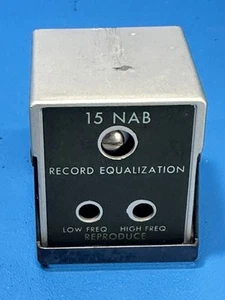 15 NAB
RECORD EQUALIZATION
LOW FREQ HIGH FREQ
REPRODUCE